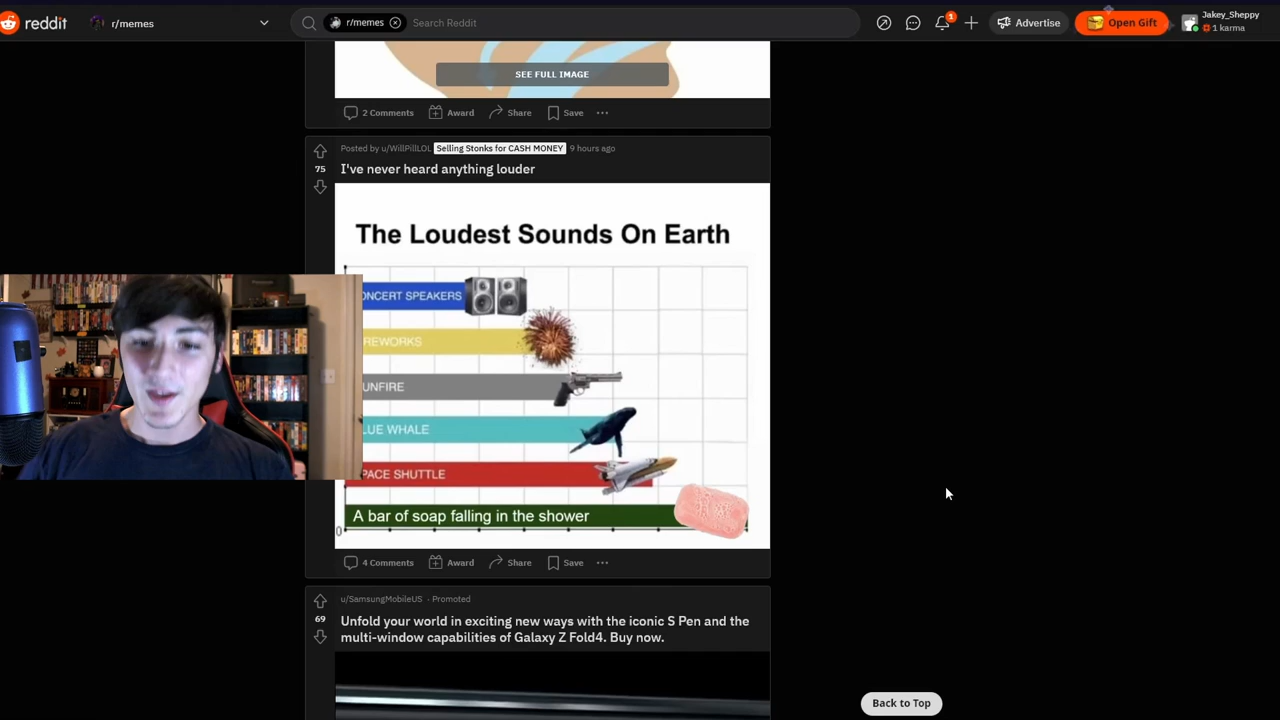 reddit
r/memes
r/memes
Search Reddit
1
Advertise
Open Gift
Jakey_Sheppy
1 karma
SEE FULL IMAGE
2 Comments
Award
Share
Save
Posted by u/WillPillLOL
Selling Stonks for CASH MONEY
9 hours ago
75
I've never heard anything louder
The Loudest Sounds On Earth
ONCERT SPEAKERS
REWORKS
UNFIRE
LUE WHALE
PACE SHUTTLE
A bar of soap falling in the shower
0
4 Comments
Award
Share
Save
u/SamsungMobileUS · Promoted
69
Unfold your world in exciting new ways with the iconic S Pen and the
multi-window capabilities of Galaxy Z Fold4. Buy now.
Back to Top